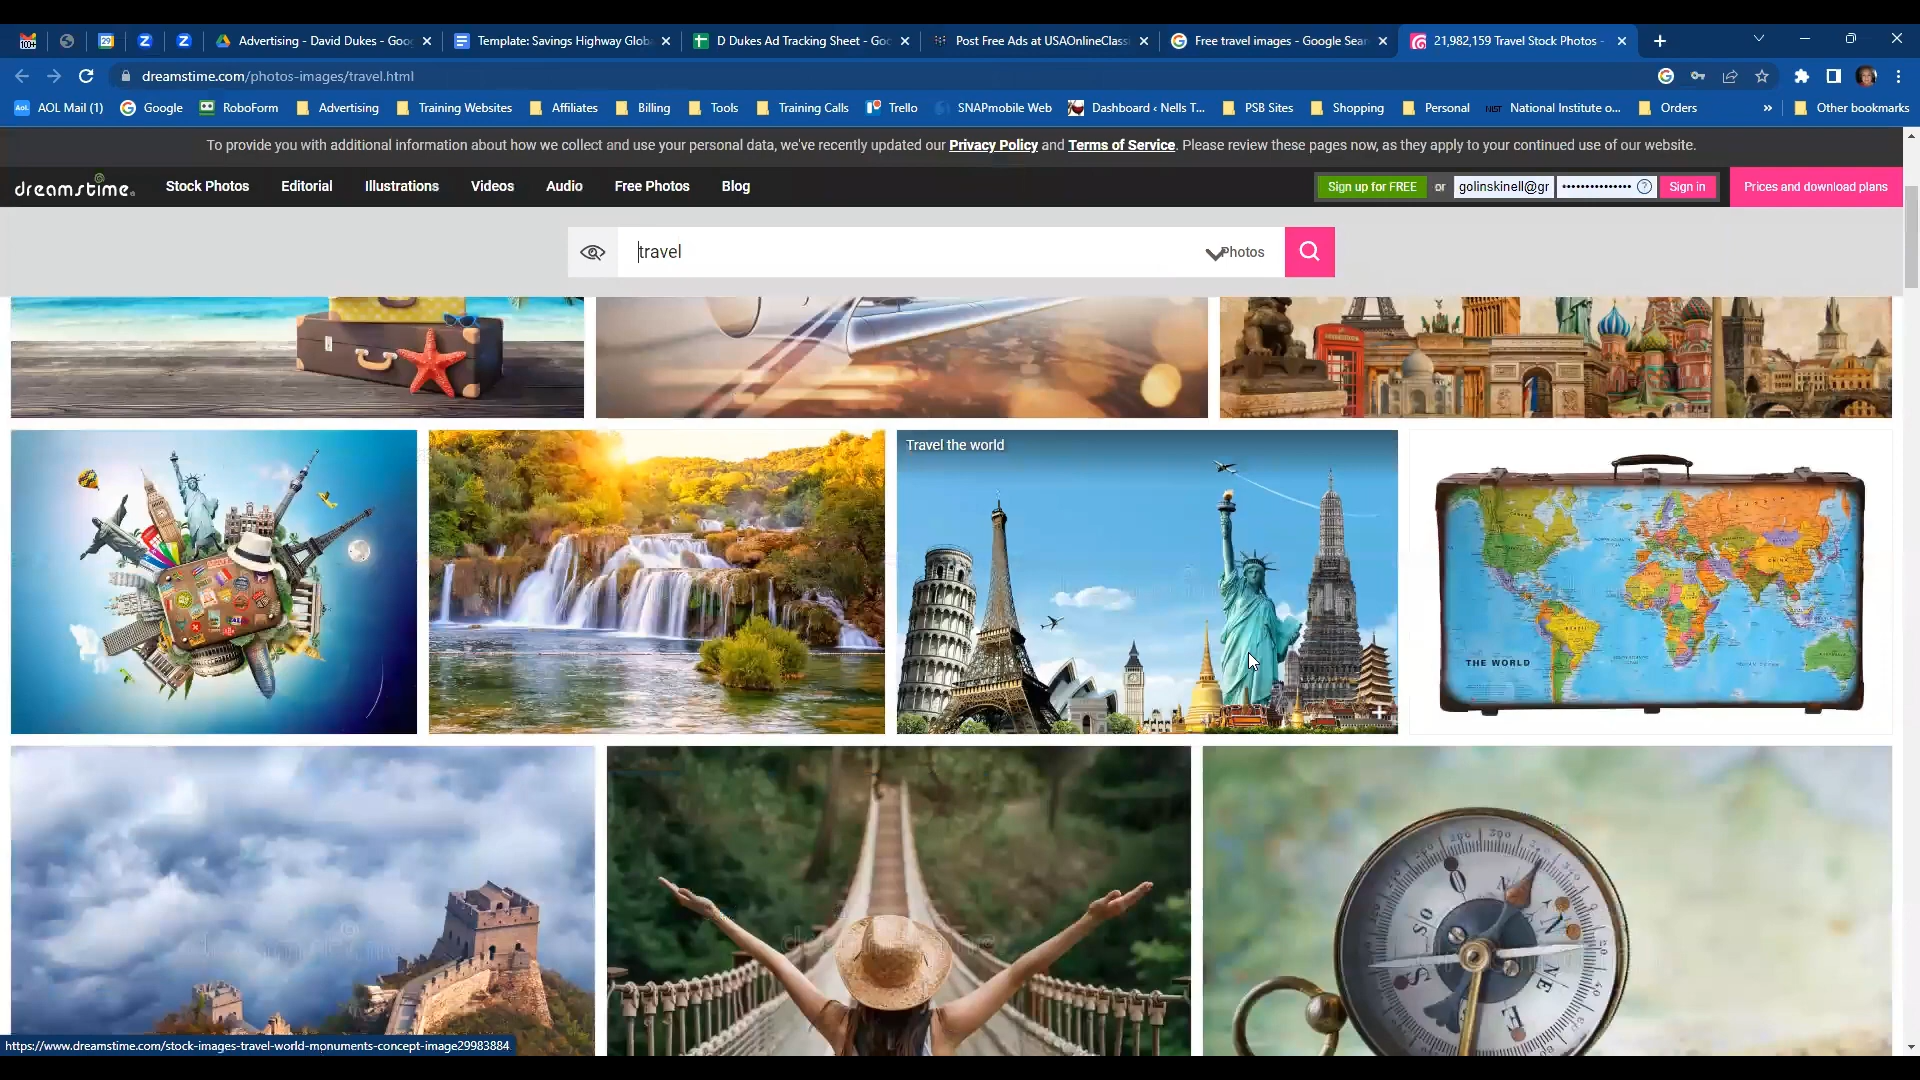 Advertising - David Dukes - Goo
Template: Savings Highway Globa
D Dukes Ad Tracking Sheet - Goo
Post Free Ads at USAOnlineClassi
Free travel images - Google Sear
21,982,159 Travel Stock Photos -
dreamstime.com/photos-images/travel.html
AOL Mail (1)
Google
RoboForm
Advertising
Training Websites
Affiliates
Billing
Tools
Training Calls
Trello
SNAPmobile Web
Dashboard ‹ Nells T...
PSB Sites
Shopping
Personal
National Institute o...
Orders
»
Other bookmarks
To provide you with additional information about how we collect and use your personal data, we've recently updated our Privacy Policy and Terms of Service. Please review these pages now, as they apply to your continued use of our website.
dreamstime.
Stock Photos
Editorial
Illustrations
Videos
Audio
Free Photos
Blog
Sign up for FREE or golinskinell@gr •••••••••••••• ? Sign in
Prices and download plans
travel
Photos
Travel the world
THE WORLD
https://www.dreamstime.com/stock-images-travel-world-monuments-concept-image29983884